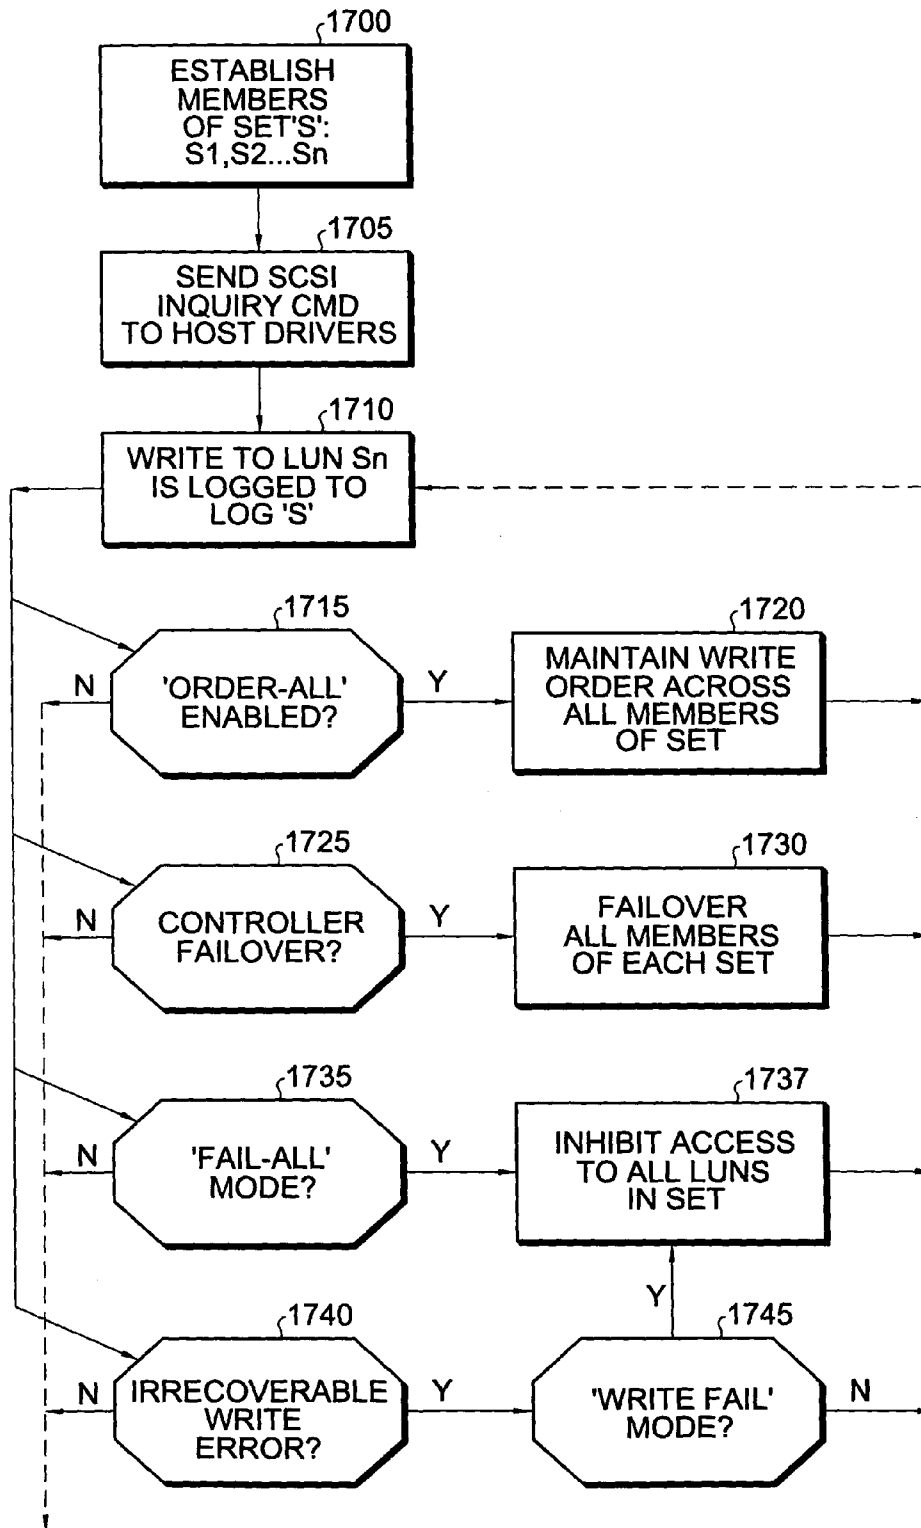 1700
ESTABLISH
MEMBERS
OF SET'S':
S1,S2...Sn
1705
SEND SCSI
INQUIRY CMD
TO HOST DRIVERS
1710
WRITE TO LUN Sn
IS LOGGED TO
LOG 'S'
1715
'ORDER-ALL'
ENABLED?
N
Y
1720
MAINTAIN WRITE
ORDER ACROSS
ALL MEMBERS
OF SET
1725
CONTROLLER
FAILOVER?
N
Y
1730
FAILOVER
ALL MEMBERS
OF EACH SET
1735
'FAIL-ALL'
MODE?
N
Y
1737
INHIBIT ACCESS
TO ALL LUNS
IN SET
Y
1740
IRRECOVERABLE
WRITE
ERROR?
N
Y
1745
'WRITE FAIL'
MODE?
N